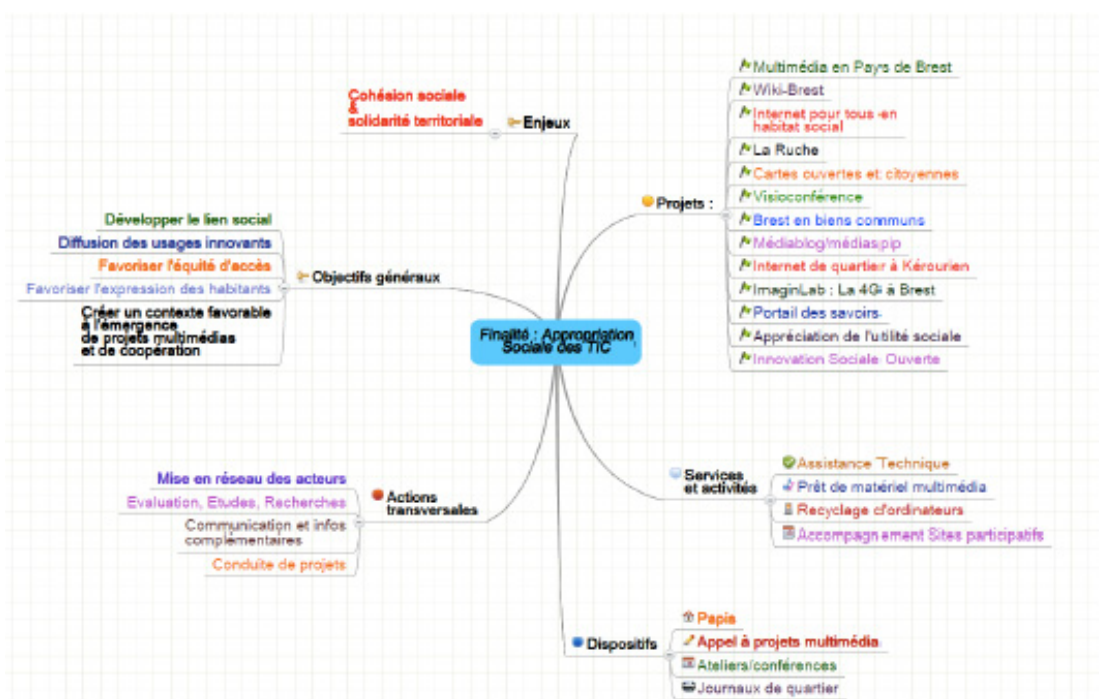 Cohésion sociale
&
solidarité territoriale
Enjeux
Développer le lien social
Diffusion des usages innovants
Favoriser l'équité d'accès
Favoriser l'expression des habitants
Créer un contexte favorable
à l'émergence
de projets multimédias
et de coopération
Objectifs généraux
Finalité : Appropriation
Sociale des TIC
Mise en réseau des acteurs
Evaluation, Etudes, Recherches
Communication et infos
complémentaires
Conduite de projets
Actions
transversales
Projets :
Multimédia en Pays de Brest
Wiki-Brest
Internet pour tous en
habitat social
La Ruche
Cartes ouvertes et citoyennes
Visioconférence
Brest en biens communs
Médiablog/médiaspip
Internet de quartier à Kérourien
ImaginLab : La 4G à Brest
Portail des savoirs
Appréciation de l'utilité sociale
Innovation Sociale Ouverte
Services
et activités
Assistance Technique
Prêt de matériel multimédia
Recyclage d'ordinateurs
Accompagnement Sites participatifs
Dispositifs
Papis
Appel à projets multimédia
Ateliers/conférences
Journaux de quartier